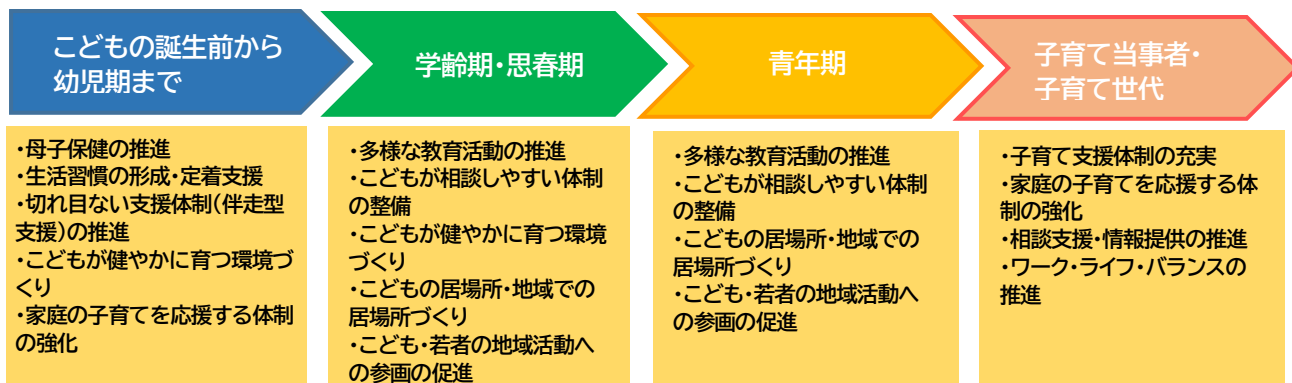 こどもの誕生前から
幼児期まで
学齢期・思春期
青年期
子育て当事者・
子育て世代
・母子保健の推進
・生活習慣の形成・定着支援
・切れ目ない支援体制(伴走型
支援)の推進
・こどもが健やかに育つ環境づ
くり
・家庭の子育てを応援する体制
の強化
・多様な教育活動の推進
・こどもが相談しやすい体制
の整備
・こどもが健やかに育つ環境
づくり
・こどもの居場所・地域での
居場所づくり
・こども・若者の地域活動へ
の参画の促進
・多様な教育活動の推進
・こどもが相談しやすい体制
の整備
・こどもの居場所・地域での
居場所づくり
・こども・若者の地域活動へ
の参画の促進
・子育て支援体制の充実
・家庭の子育てを応援する体
制の強化
・相談支援・情報提供の推進
・ワーク・ライフ・バランスの
推進